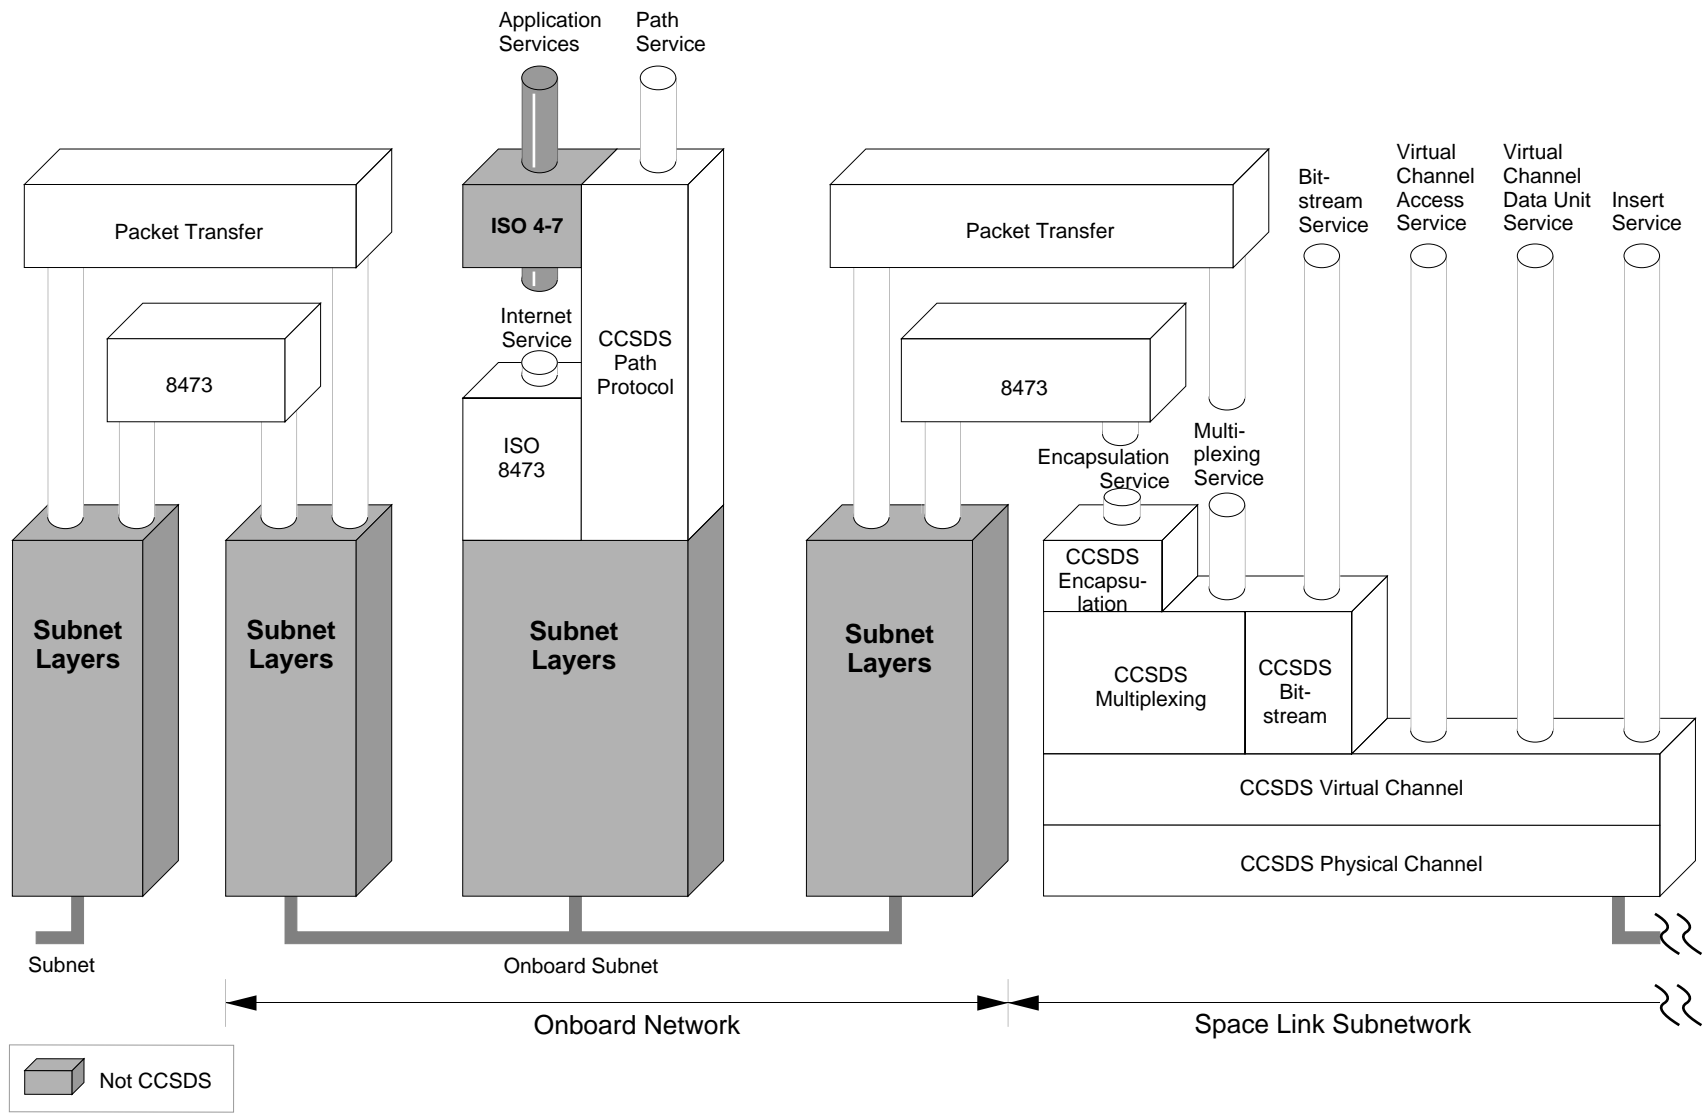 Application
Services
Path
Service
Packet Transfer
ISO 4-7
Packet Transfer
Bit-
stream
Service
Virtual
Channel
Access
Service
Virtual
Channel
Data Unit
Service
Insert
Service
8473
Internet
Service
CCSDS
Path
Protocol
8473
ISO
8473
Encapsulation
Service
Multi-
plexing
Service
CCSDS
Encapsu-
lation
Subnet
Layers
Subnet
Layers
Subnet
Layers
Subnet
Layers
CCSDS
Multiplexing
CCSDS
Bit-
stream
CCSDS Virtual Channel
CCSDS Physical Channel
Subnet
Onboard Subnet
Onboard Network
Space Link Subnetwork
Not CCSDS